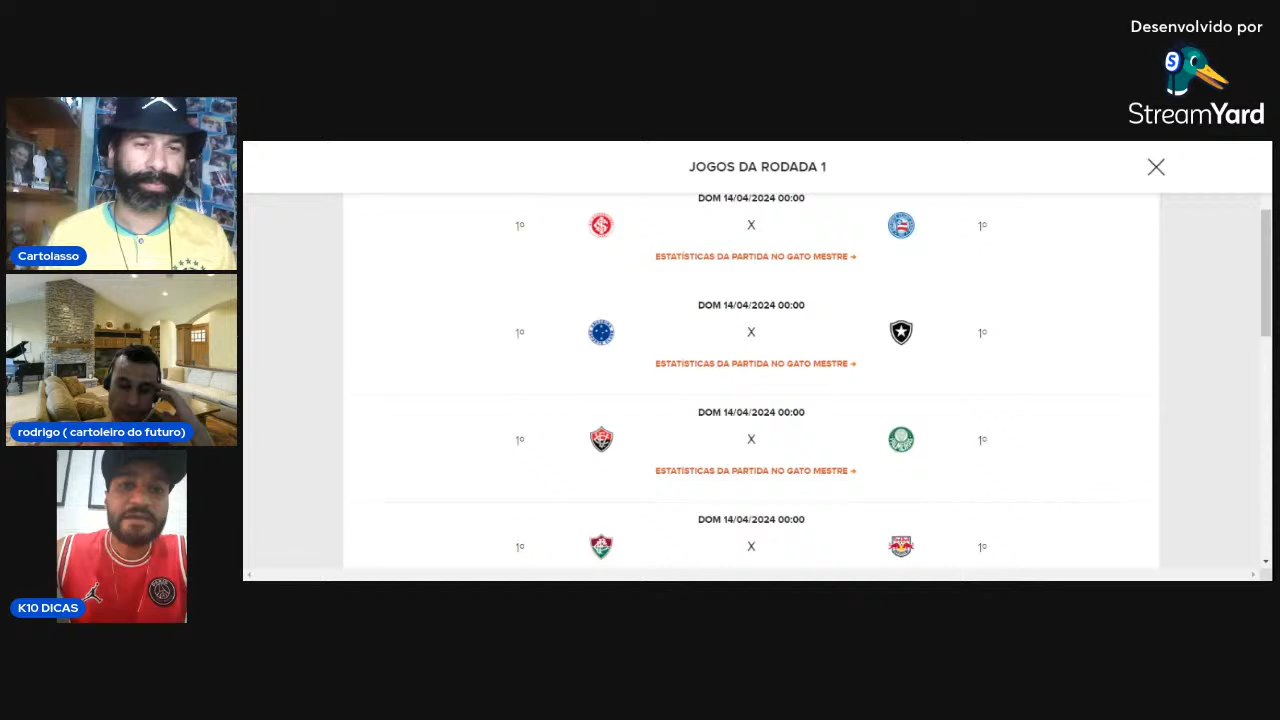 Desenvolvido por
StreamYard
Cartolasso
rodrigo ( cartoleiro do futuro)
K10 DICAS
JOGOS DA RODADA 1
DOM 14/04/2024 00:00
1º X 1º
ESTATÍSTICAS DA PARTIDA NO GATO MESTRE
DOM 14/04/2024 00:00
1º X 1º
ESTATÍSTICAS DA PARTIDA NO GATO MESTRE
DOM 14/04/2024 00:00
1º X 1º
ESTATÍSTICAS DA PARTIDA NO GATO MESTRE
DOM 14/04/2024 00:00
1º X 1º